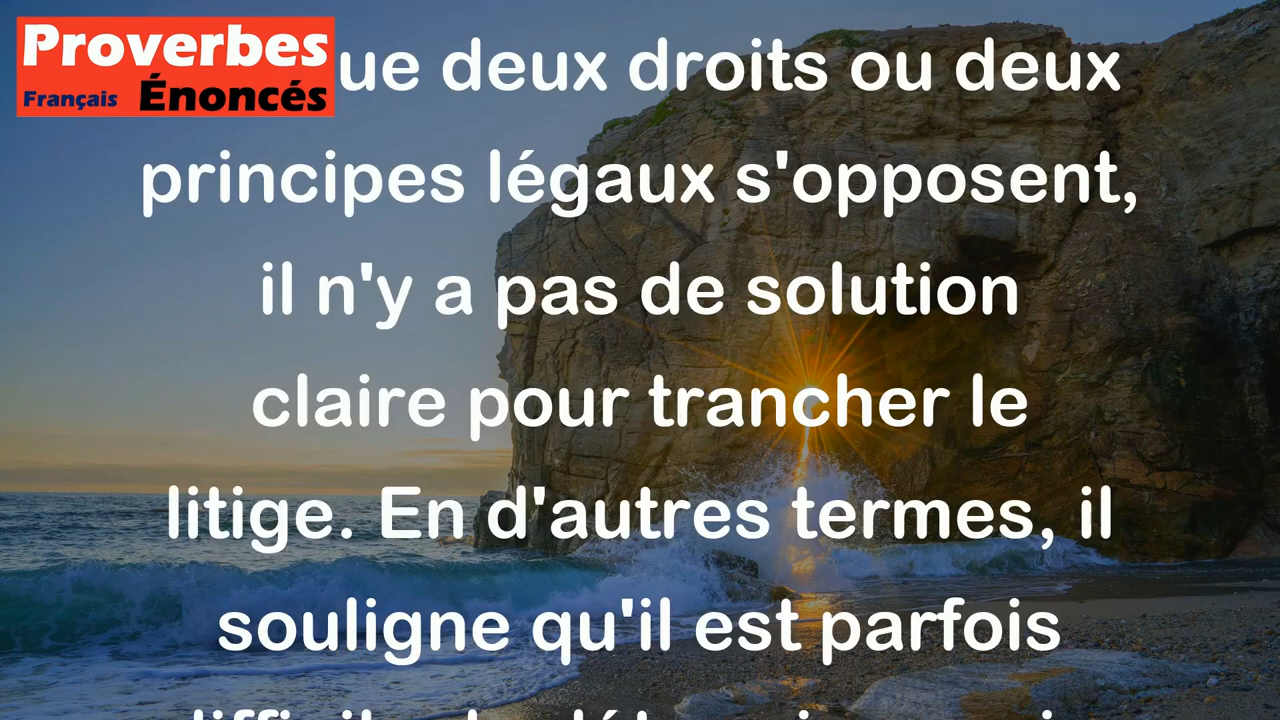 Proverbes
Français Énoncés
ue deux droits ou deux
principes légaux s'opposent,
il n'y a pas de solution
claire pour trancher le
litige. En d'autres termes, il
souligne qu'il est parfois